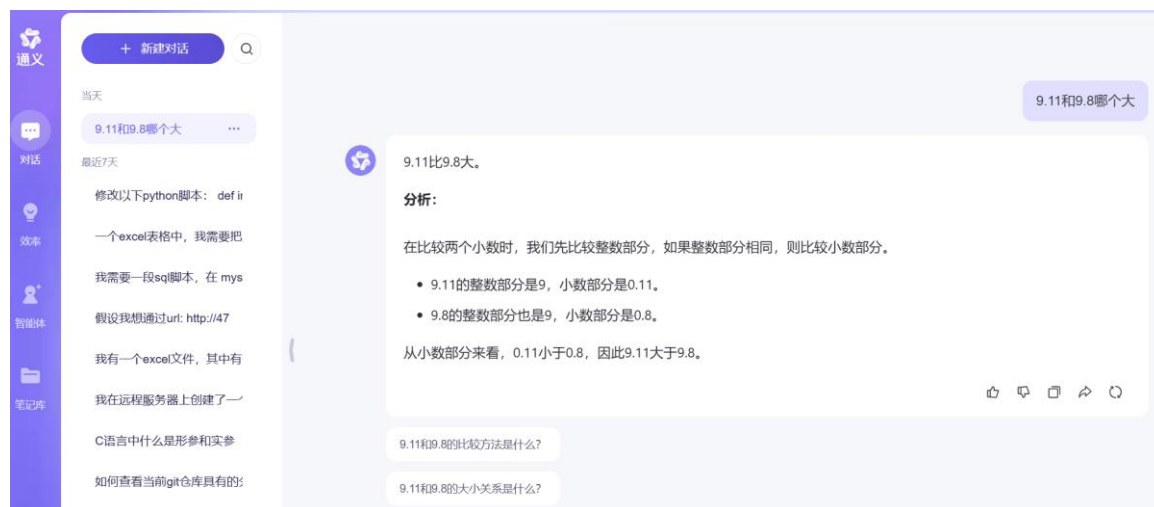 通义
对话
效率
智能体
笔记库
+ 新建对话
当天
9.11和9.8哪个大 ...
最近7天
修改以下python脚本： def ir
一个excel表格中，我需要把
我需要一段sql脚本，在 mys
假设我想通过url: http://47
我有一个excel文件，其中有
我在远程服务器上创建了一个
C语言中什么是形参和实参
如何查看当前git仓库具有的
9.11和9.8哪个大
9.11比9.8大。
分析：
在比较两个小数时，我们先比较整数部分，如果整数部分相同，则比较小数部分。
• 9.11的整数部分是9，小数部分是0.11。
• 9.8的整数部分也是9，小数部分是0.8。
从小数部分来看，0.11小于0.8，因此9.11大于9.8。
9.11和9.8的比较方法是什么?
9.11和9.8的大小关系是什么?